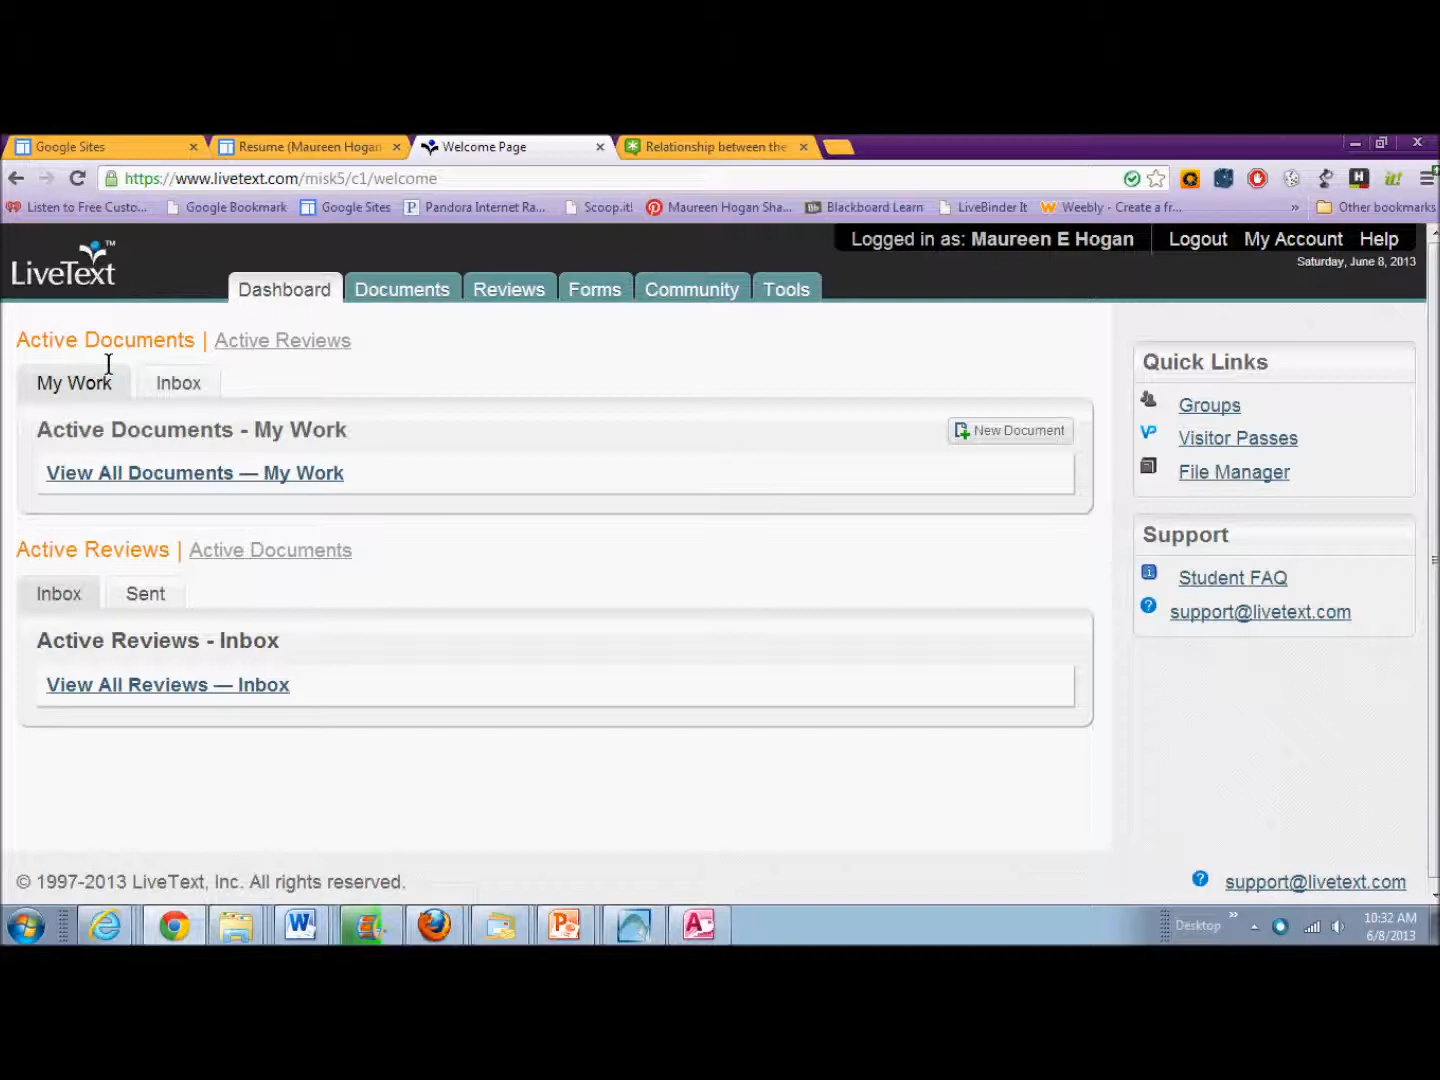 Google Sites
Resume (Maureen Hogan
Welcome Page
Relationship between the
https://www.livetext.com/misk5/c1/welcome
Listen to Free Custo...
Google Bookmark
Google Sites
Pandora Internet Ra...
Scoop.it!
Maureen Hogan Sha...
Blackboard Learn
LiveBinder It
Weebly - Create a fr...
»
Other bookmarks
LiveText™
Logged in as: Maureen E Hogan
Logout
My Account
Help
Saturday, June 8, 2013
Dashboard
Documents
Reviews
Forms
Community
Tools
Active Documents | Active Reviews
My Work
Inbox
Active Documents - My Work
New Document
View All Documents — My Work
Active Reviews | Active Documents
Inbox
Sent
Active Reviews - Inbox
View All Reviews — Inbox
Quick Links
Groups
Visitor Passes
File Manager
Support
Student FAQ
support@livetext.com
© 1997-2013 LiveText, Inc. All rights reserved.
support@livetext.com
Desktop
»
10:32 AM
6/8/2013